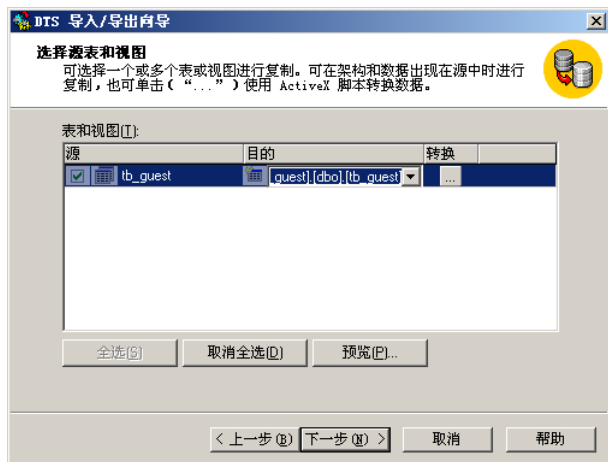 DTS 导入/导出向导
选择源表和视图
可选择一个或多个表或视图进行复制。可在架构和数据出现在源中时进行
复制，也可单击(“...”)使用 ActiveX 脚本转换数据。
表和视图(T):
源 目的 转换
tb_guest guest].[dbo].[tb_guest] ...
全选(S) 取消全选(D) 预览(P)...
< 上一步(B) 下一步(N) > 取消 帮助